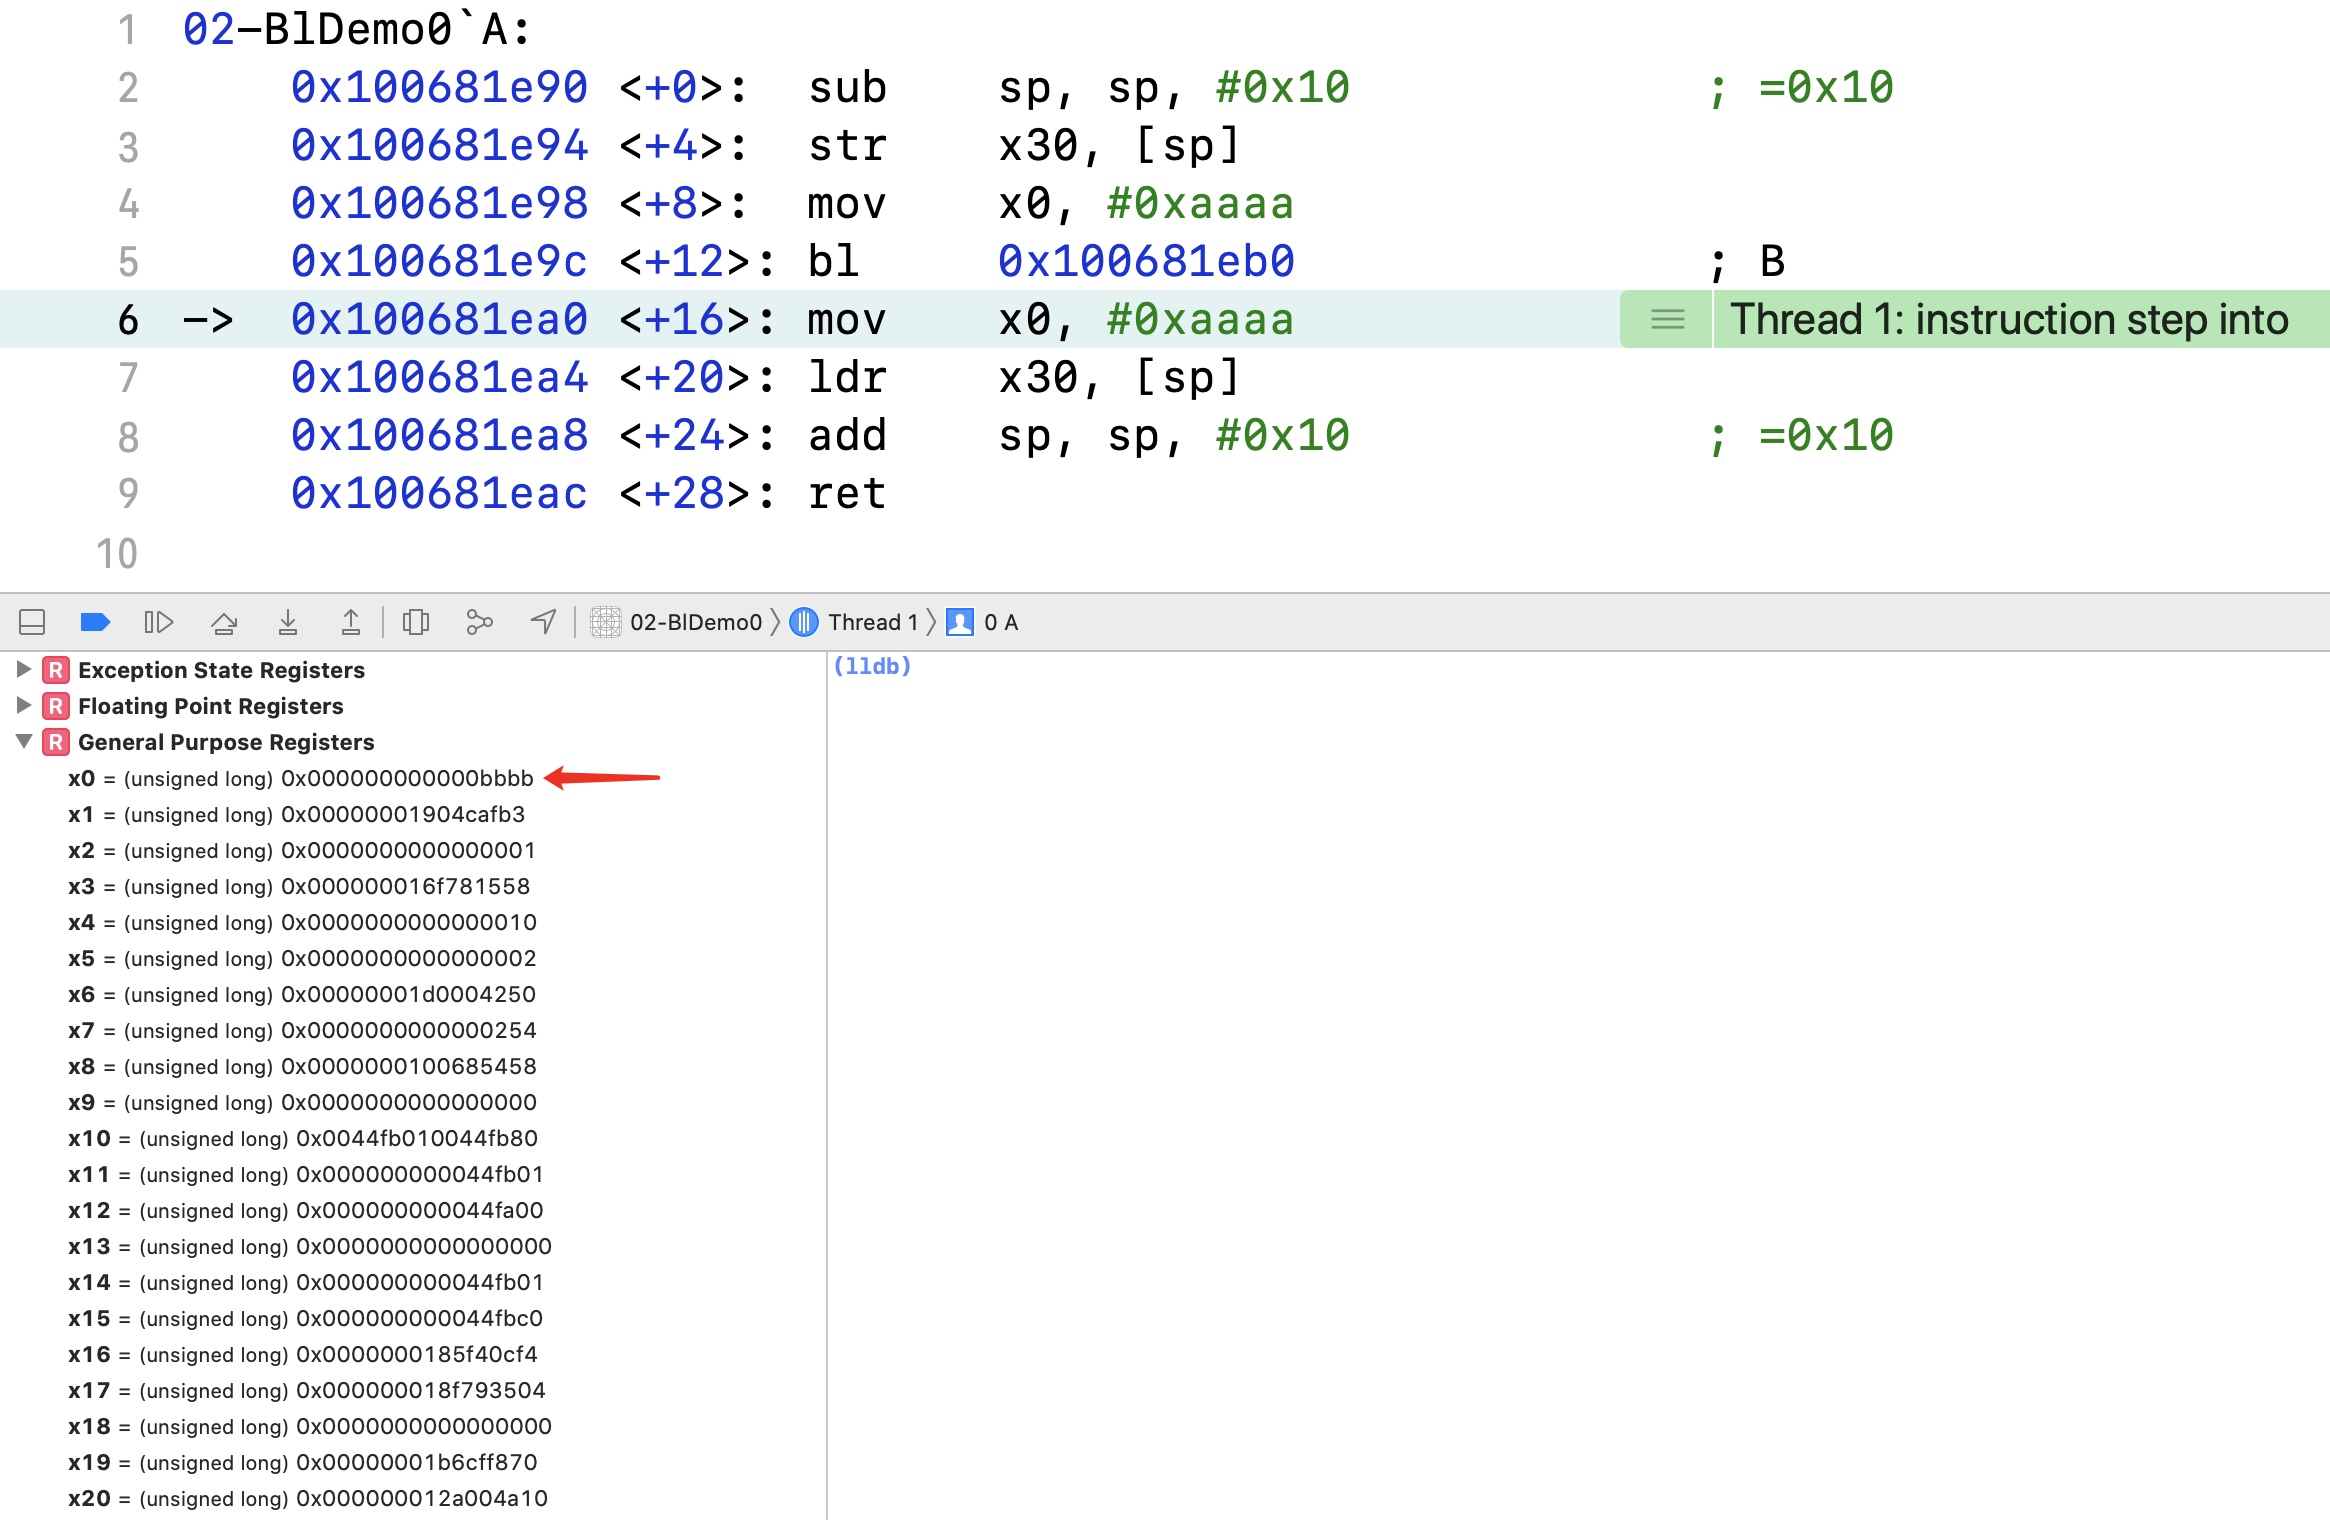 1 02-BlDemo0`A:
2 0x100681e90 <+0>: sub sp, sp, #0x10 ; =0x10
3 0x100681e94 <+4>: str x30, [sp]
4 0x100681e98 <+8>: mov x0, #0xaaaa
5 0x100681e9c <+12>: bl 0x100681eb0 ; B
6 -> 0x100681ea0 <+16>: mov x0, #0xaaaa Thread 1: instruction step into
7 0x100681ea4 <+20>: ldr x30, [sp]
8 0x100681ea8 <+24>: add sp, sp, #0x10 ; =0x10
9 0x100681eac <+28>: ret
10
02-BlDemo0 〉 Thread 1 〉 0 A
R Exception State Registers
R Floating Point Registers
R General Purpose Registers
x0 = (unsigned long) 0x000000000000bbbb
x1 = (unsigned long) 0x00000001904cafb3
x2 = (unsigned long) 0x0000000000000001
x3 = (unsigned long) 0x000000016f781558
x4 = (unsigned long) 0x0000000000000010
x5 = (unsigned long) 0x0000000000000002
x6 = (unsigned long) 0x00000001d0004250
x7 = (unsigned long) 0x0000000000000254
x8 = (unsigned long) 0x0000000100685458
x9 = (unsigned long) 0x0000000000000000
x10 = (unsigned long) 0x0044fb010044fb80
x11 = (unsigned long) 0x000000000044fb01
x12 = (unsigned long) 0x000000000044fa00
x13 = (unsigned long) 0x0000000000000000
x14 = (unsigned long) 0x000000000044fb01
x15 = (unsigned long) 0x000000000044fbc0
x16 = (unsigned long) 0x0000000185f40cf4
x17 = (unsigned long) 0x000000018f793504
x18 = (unsigned long) 0x0000000000000000
x19 = (unsigned long) 0x00000001b6cff870
x20 = (unsigned long) 0x000000012a004a10
(lldb)